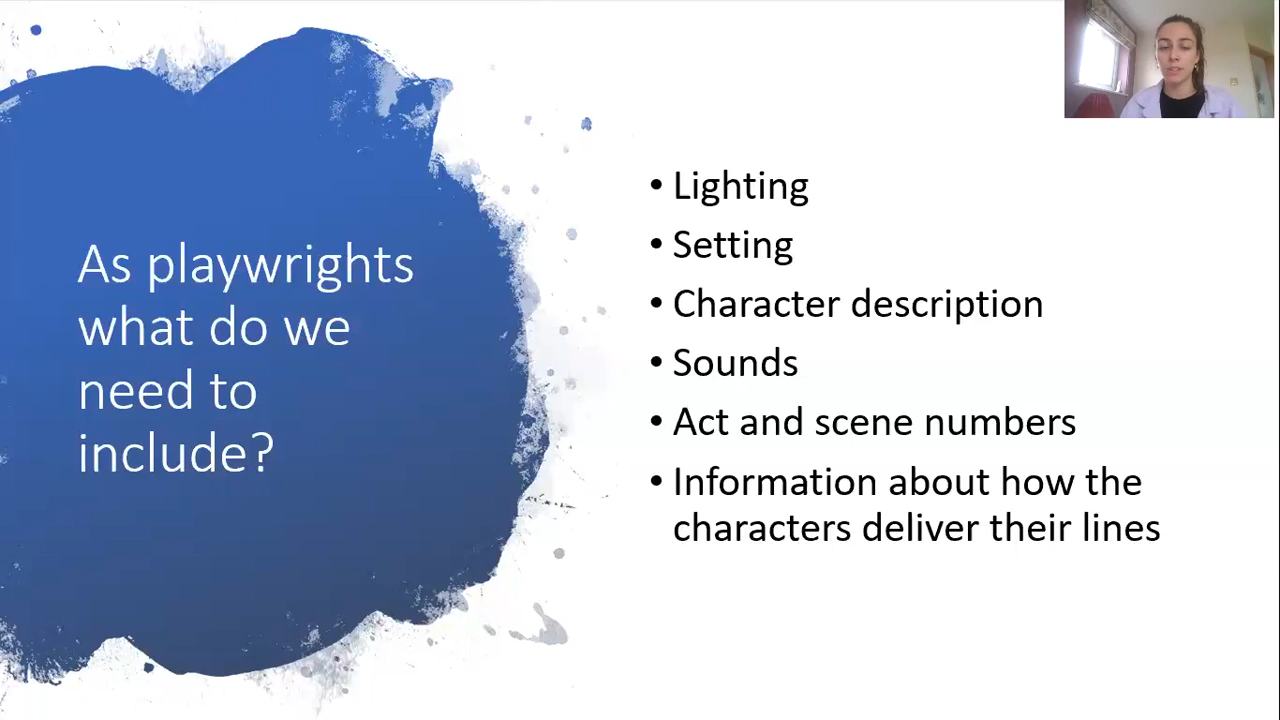 As playwrights
what do we
need to
include?
• Lighting
• Setting
• Character description
• Sounds
• Act and scene numbers
• Information about how the
characters deliver their lines